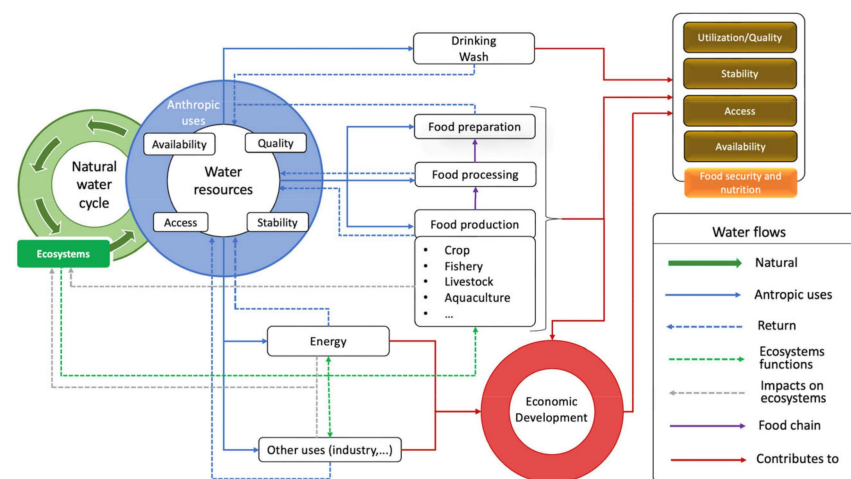 Drinking
Wash
Utilization/Quality
Stability
Access
Availability
Food security and
nutrition
Anthropic
uses
Availability
Quality
Water
resources
Access
Stability
Natural
water
cycle
Ecosystems
Food preparation
Food processing
Food production
• Crop
• Fishery
• Livestock
• Aquaculture
• ...
Energy
Other uses (industry,...)
Economic
Development
Water flows
Natural
Antropic uses
Return
Ecosystems
functions
Impacts on
ecosystems
Food chain
Contributes to